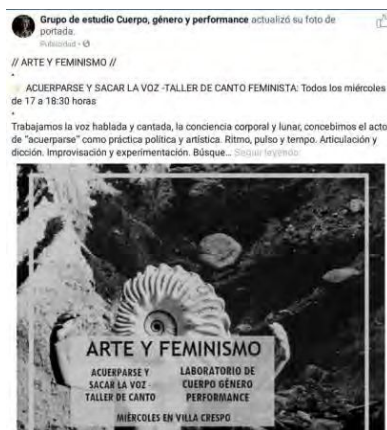 Grupo de estudio Cuerpo, género y performance actualizó su foto de
portada.
Publicidad ·
// ARTE Y FEMINISMO //
•
ACUERPARSE Y SACAR LA VOZ -TALLER DE CANTO FEMINISTA: Todos los miércoles
de 17 a 18:30 horas
•
Trabajamos la voz hablada y cantada, la conciencia corporal y lunar, concebimos el acto
de "acuerparse" como práctica política y artística. Ritmo, pulso y tempo. Articulación y
dicción. Improvisación y experimentación. Búsque... Seguir leyendo
ARTE Y FEMINISMO
ACUERPARSE Y
SACAR LA VOZ -
TALLER DE CANTO
LABORATORIO DE
CUERPO GÉNERO
PERFORMANCE
MIÉRCOLES EN VILLA CRESPO